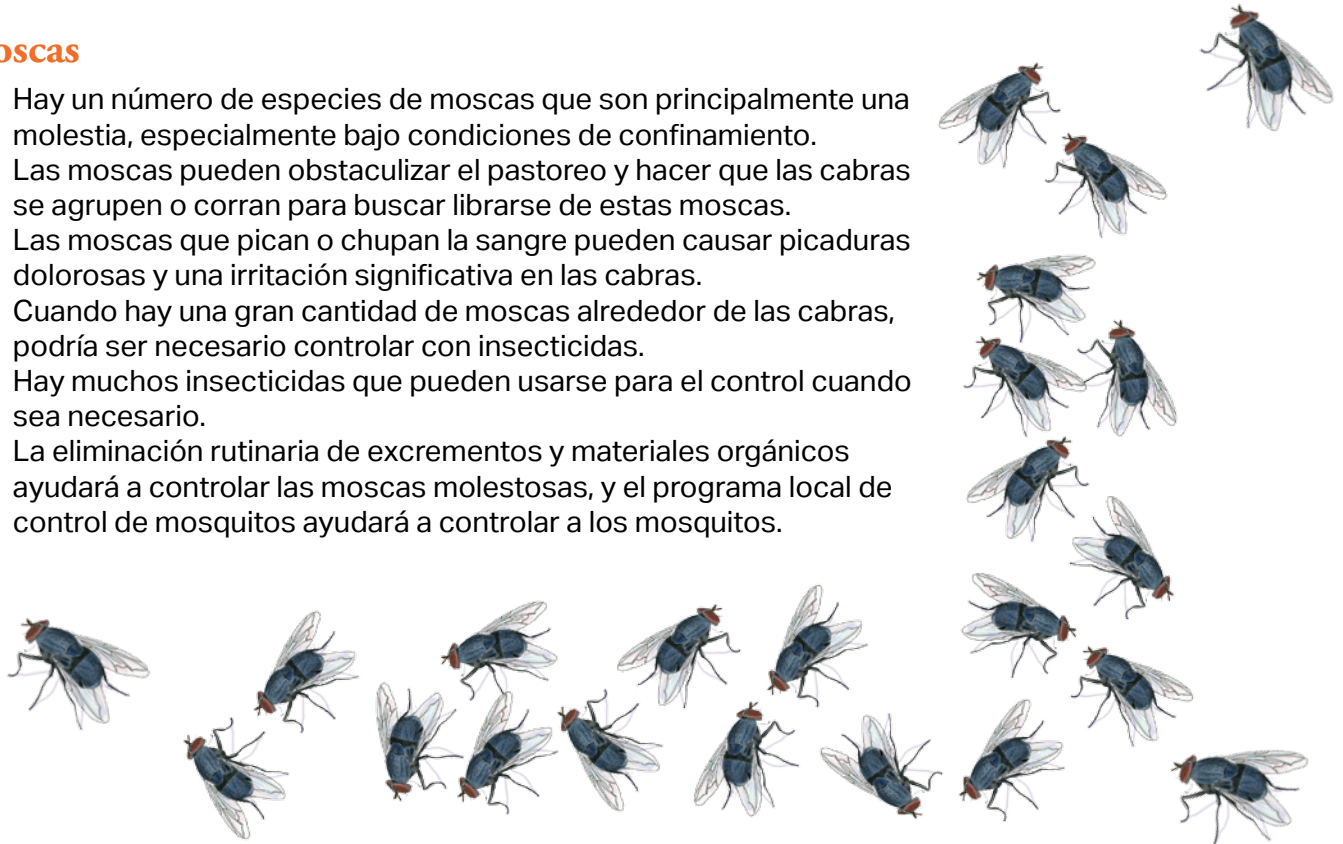 oscas
Hay un número de especies de moscas que son principalmente una
molestia, especialmente bajo condiciones de confinamiento.
Las moscas pueden obstaculizar el pastoreo y hacer que las cabras
se agrupen o corran para buscar librarse de estas moscas.
Las moscas que pican o chupan la sangre pueden causar picaduras
dolorosas y una irritación significativa en las cabras.
Cuando hay una gran cantidad de moscas alrededor de las cabras,
podría ser necesario controlar con insecticidas.
Hay muchos insecticidas que pueden usarse para el control cuando
sea necesario.
La eliminación rutinaria de excrementos y materiales orgánicos
ayudará a controlar las moscas molestosas, y el programa local de
control de mosquitos ayudará a controlar a los mosquitos.